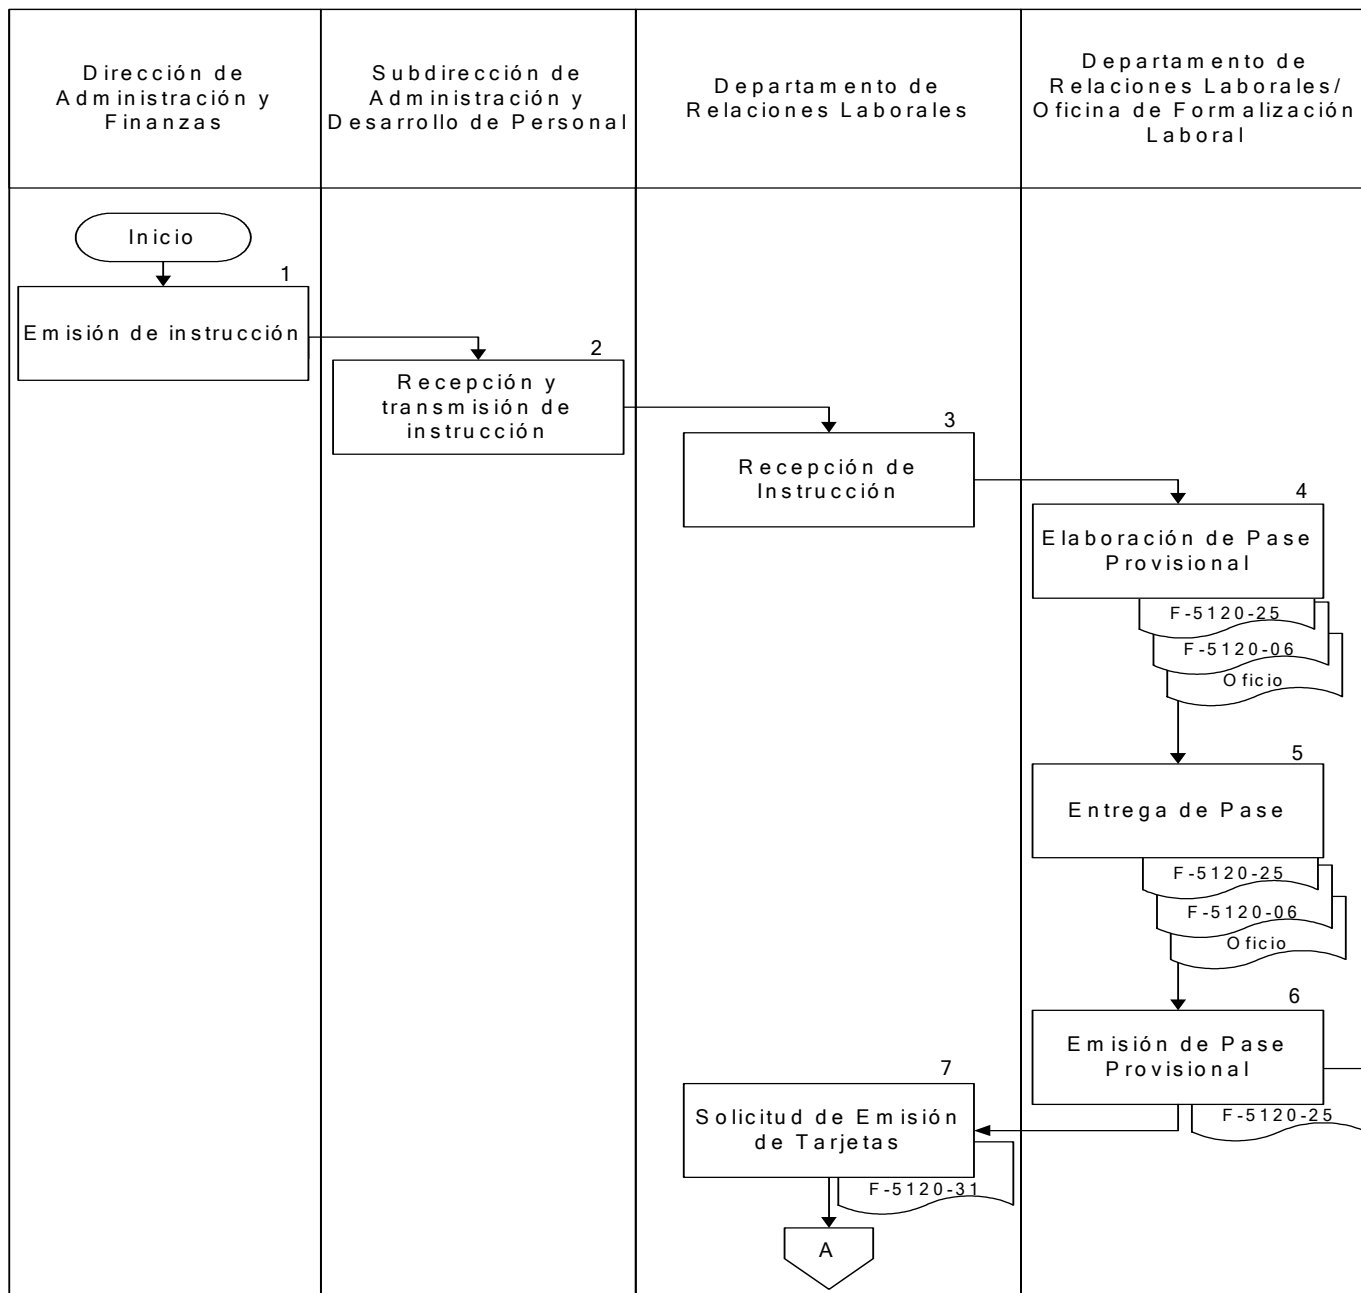 Dirección de
Administración y
Finanzas
Subdirección de
Administración y
Desarrollo de Personal
Departamento de
Relaciones Laborales
Departamento de
Relaciones Laborales/
Oficina de Formalización
Laboral
Inicio
1
Emisión de instrucción
2
Recepción y
transmisión de
instrucción
3
Recepción de
Instrucción
4
Elaboración de Pase
Provisional
F-5120-25
F-5120-06
Oficio
5
Entrega de Pase
F-5120-25
F-5120-06
Oficio
6
Emisión de Pase
Provisional
F-5120-25
7
Solicitud de Emisión
de Tarjetas
F-5120-31
A